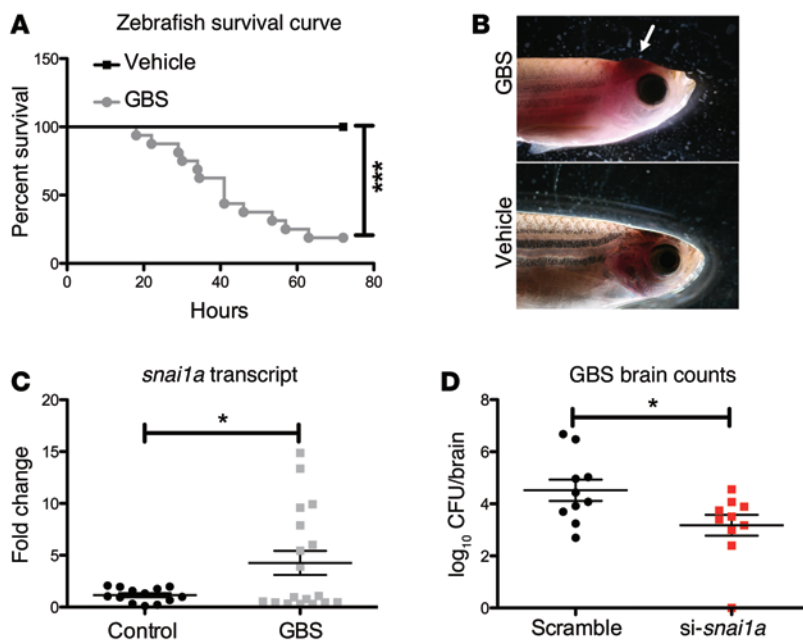 A
Zebrafish survival curve
Vehicle
GBS
Percent survival
150
100
50
0
0
20
40
60
80
Hours
***
B
GBS
Vehicle
C
snai1a transcript
*
Fold change
20
15
10
5
0
Control
GBS
D
GBS brain counts
*
log10 CFU/brain
8
6
4
2
0
Scramble
si-snai1a